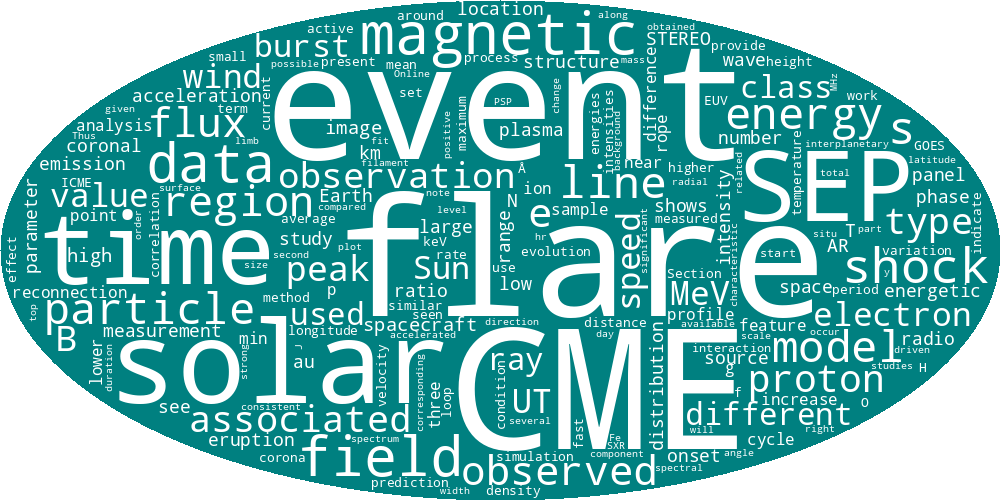 location
around
along
active
magnetic
obtained
burst
STEREO
provide
small
possible
present
mean
process
structure
wave
height
wind
event
difference
mass
Online
acceleration
current
set
PSP
change
EUV
class
MHz
work
given
term
flux
image
fit
maximum
positive
plasma
energies
intensities
background
rope
energy
number
s
Thus
analysis
limb
km
filament
interplanetary
GOES
coronal
data
observation
near
higher
related
temperature
latitude
emission
Earth
ion
Å
line
radial
SEP
total
panel
ICME
surface
compared
note
N
phase
value
region
level
e
sample
shows
measured
intensity
type
parameter
point
order
correlation
average
large
range
hr
speed
significant
characteristic
T
situ
part
indicate
effect
high
time
study
plot
keV
evolution
flare
start
AR
variation
size
second
peak
Sun
rate
use
low
Section
MeV
space
period
y
shock
reconnection
method
p
ratio
similar
profile
energetic
top
particle
used
seen
spacecraft
direction
distance
available
feature
electron
B
measurement
longitude
accelerated
day
scale
occur
radio
min
J
au
velocity
ray
distribution
source
interaction
model
driven
lower
duration
solar
strong
corresponding
three
loop
CME
condition
studies
H
proton
see
UT
f
increase
O
consistent
associated
several
fast
different
eruption
spectrum
Fe
SXR
will
right
cycle
corona
field
simulation
component
onset
angle
prediction
observed
spectral
width
density